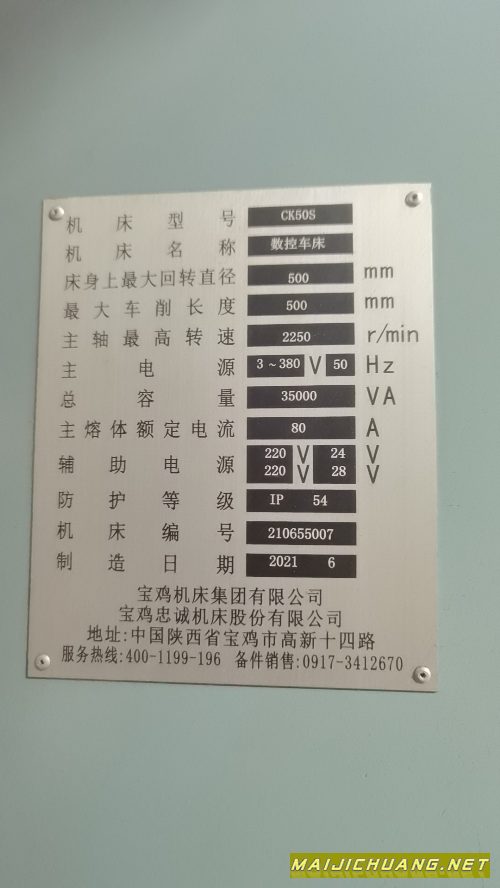 机床型号 CK50S
机床名称 数控车床
床身上最大回转直径 500 mm
最大车削长度 500 mm
主轴最高转速 2250 r/min
主电源 3~380 V 50 Hz
总容量 35000 VA
主熔体额定电流 80 A
辅助电源 220 V 24 V
220 V 28 V
防护等级 IP 54
机床编号 210655007
制造日期 2021 6
宝鸡机床集团有限公司
宝鸡忠诚机床股份有限公司
地址:中国陕西省宝鸡市高新十四路
服务热线:400-1199-196 备件销售:0917-3412670
MAIJICHUANG.NET